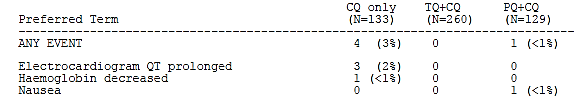 CQ only TQ+CQ PQ+CQ
Preferred Term (N=133) (N=260) (N=129)
ANY EVENT 4 (3%) 0 1 (<1%)
Electrocardiogram QT prolonged 3 (2%) 0 0
Haemoglobin decreased 1 (<1%) 0 0
Nausea 0 0 1 (<1%)